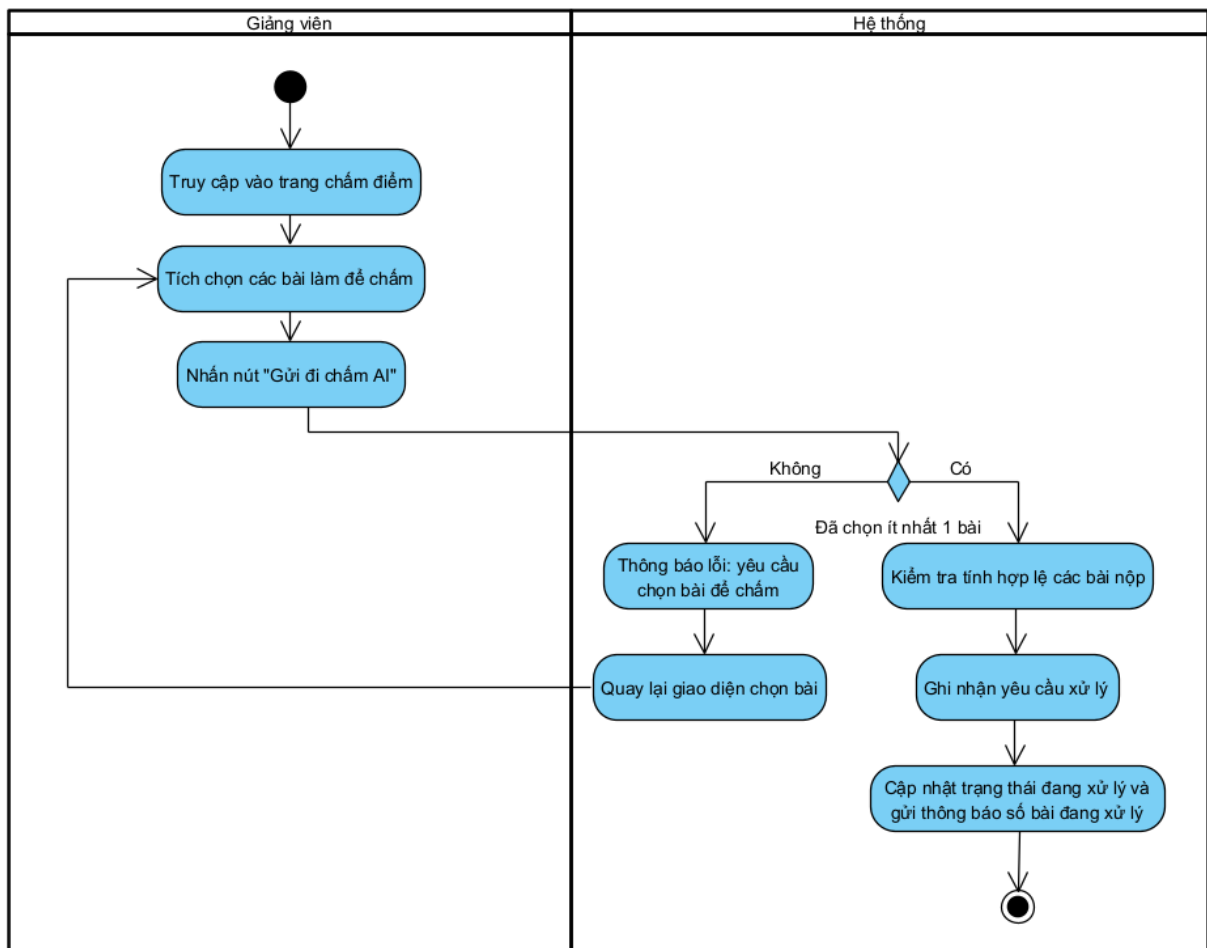 Giảng viên
Hệ thống
Truy cập vào trang chấm điểm
Tích chọn các bài làm để chấm
Nhấn nút "Gửi đi chấm AI"
Không
Có
Đã chọn ít nhất 1 bài
Thông báo lỗi: yêu cầu
chọn bài để chấm
Kiểm tra tính hợp lệ các bài nộp
Quay lại giao diện chọn bài
Ghi nhận yêu cầu xử lý
Cập nhật trạng thái đang xử lý và
gửi thông báo số bài đang xử lý